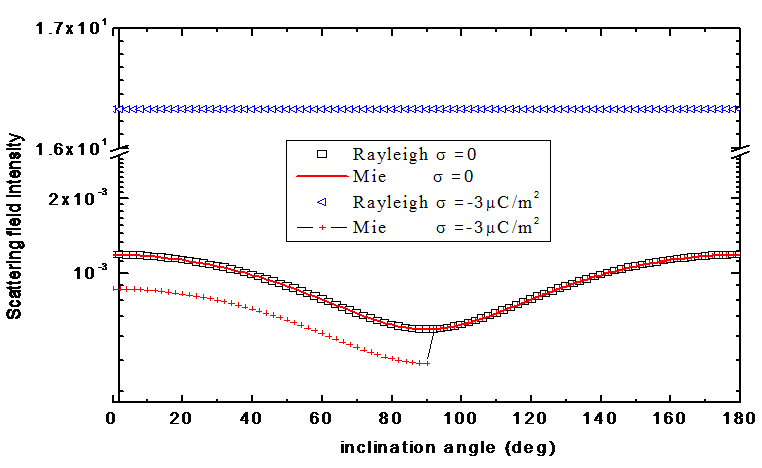 1.7x10¹
1.6x10¹
2x10⁻³
10⁻³
Scattering field Intensity
Rayleigh σ =0
Mie σ =0
Rayleigh σ =-3μC/m²
Mie σ =-3μC/m²
0 20 40 60 80 100 120 140 160 180
inclination angle (deg)